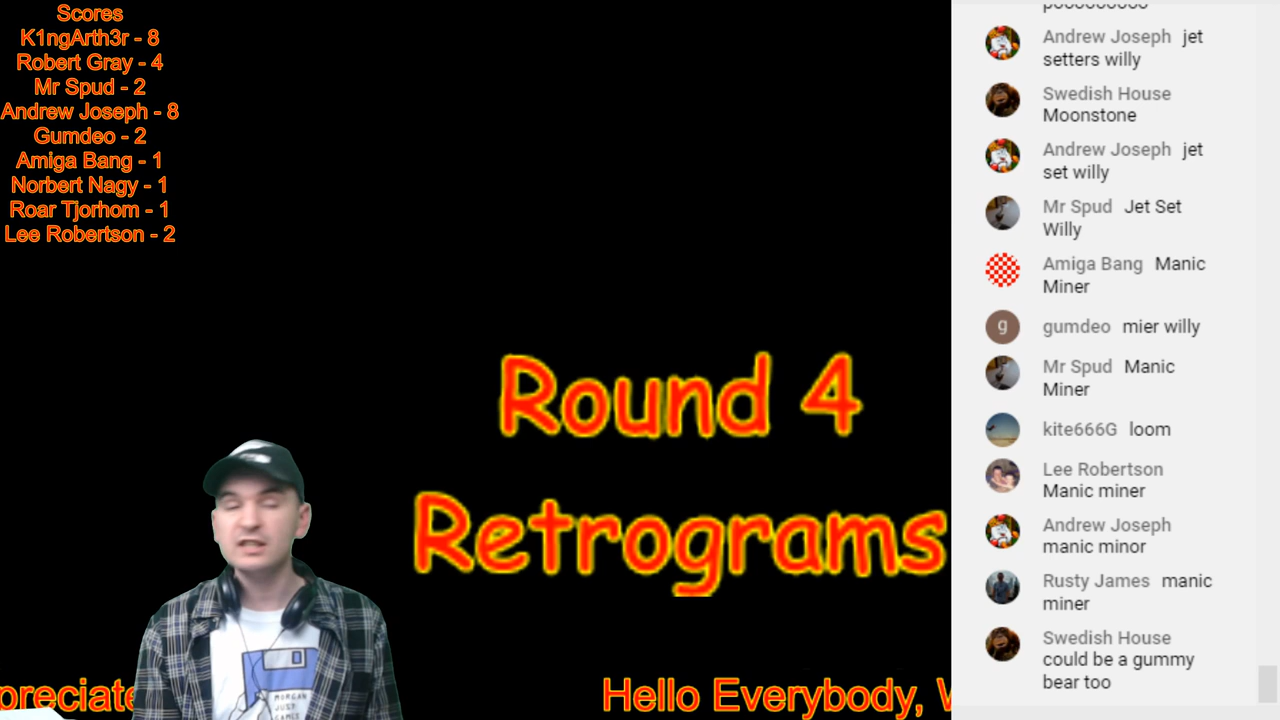 Scores
K1ngArth3r - 8
Robert Gray - 4
Mr Spud - 2
Andrew Joseph - 8
Gumdeo - 2
Amiga Bang - 1
Norbert Nagy - 1
Roar Tjorhom - 1
Lee Robertson - 2
Round 4
Retrograms
MORGAN
JUST
GAMES
preciate
Hello Everybody, W
Andrew Joseph jet
setters willy
Swedish House
Moonstone
Andrew Joseph jet
set willy
Mr Spud Jet Set
Willy
Amiga Bang Manic
Miner
g
gumdeo mier willy
Mr Spud Manic
Miner
kite666G loom
Lee Robertson
Manic miner
Andrew Joseph
manic minor
Rusty James manic
miner
Swedish House
could be a gummy
bear too